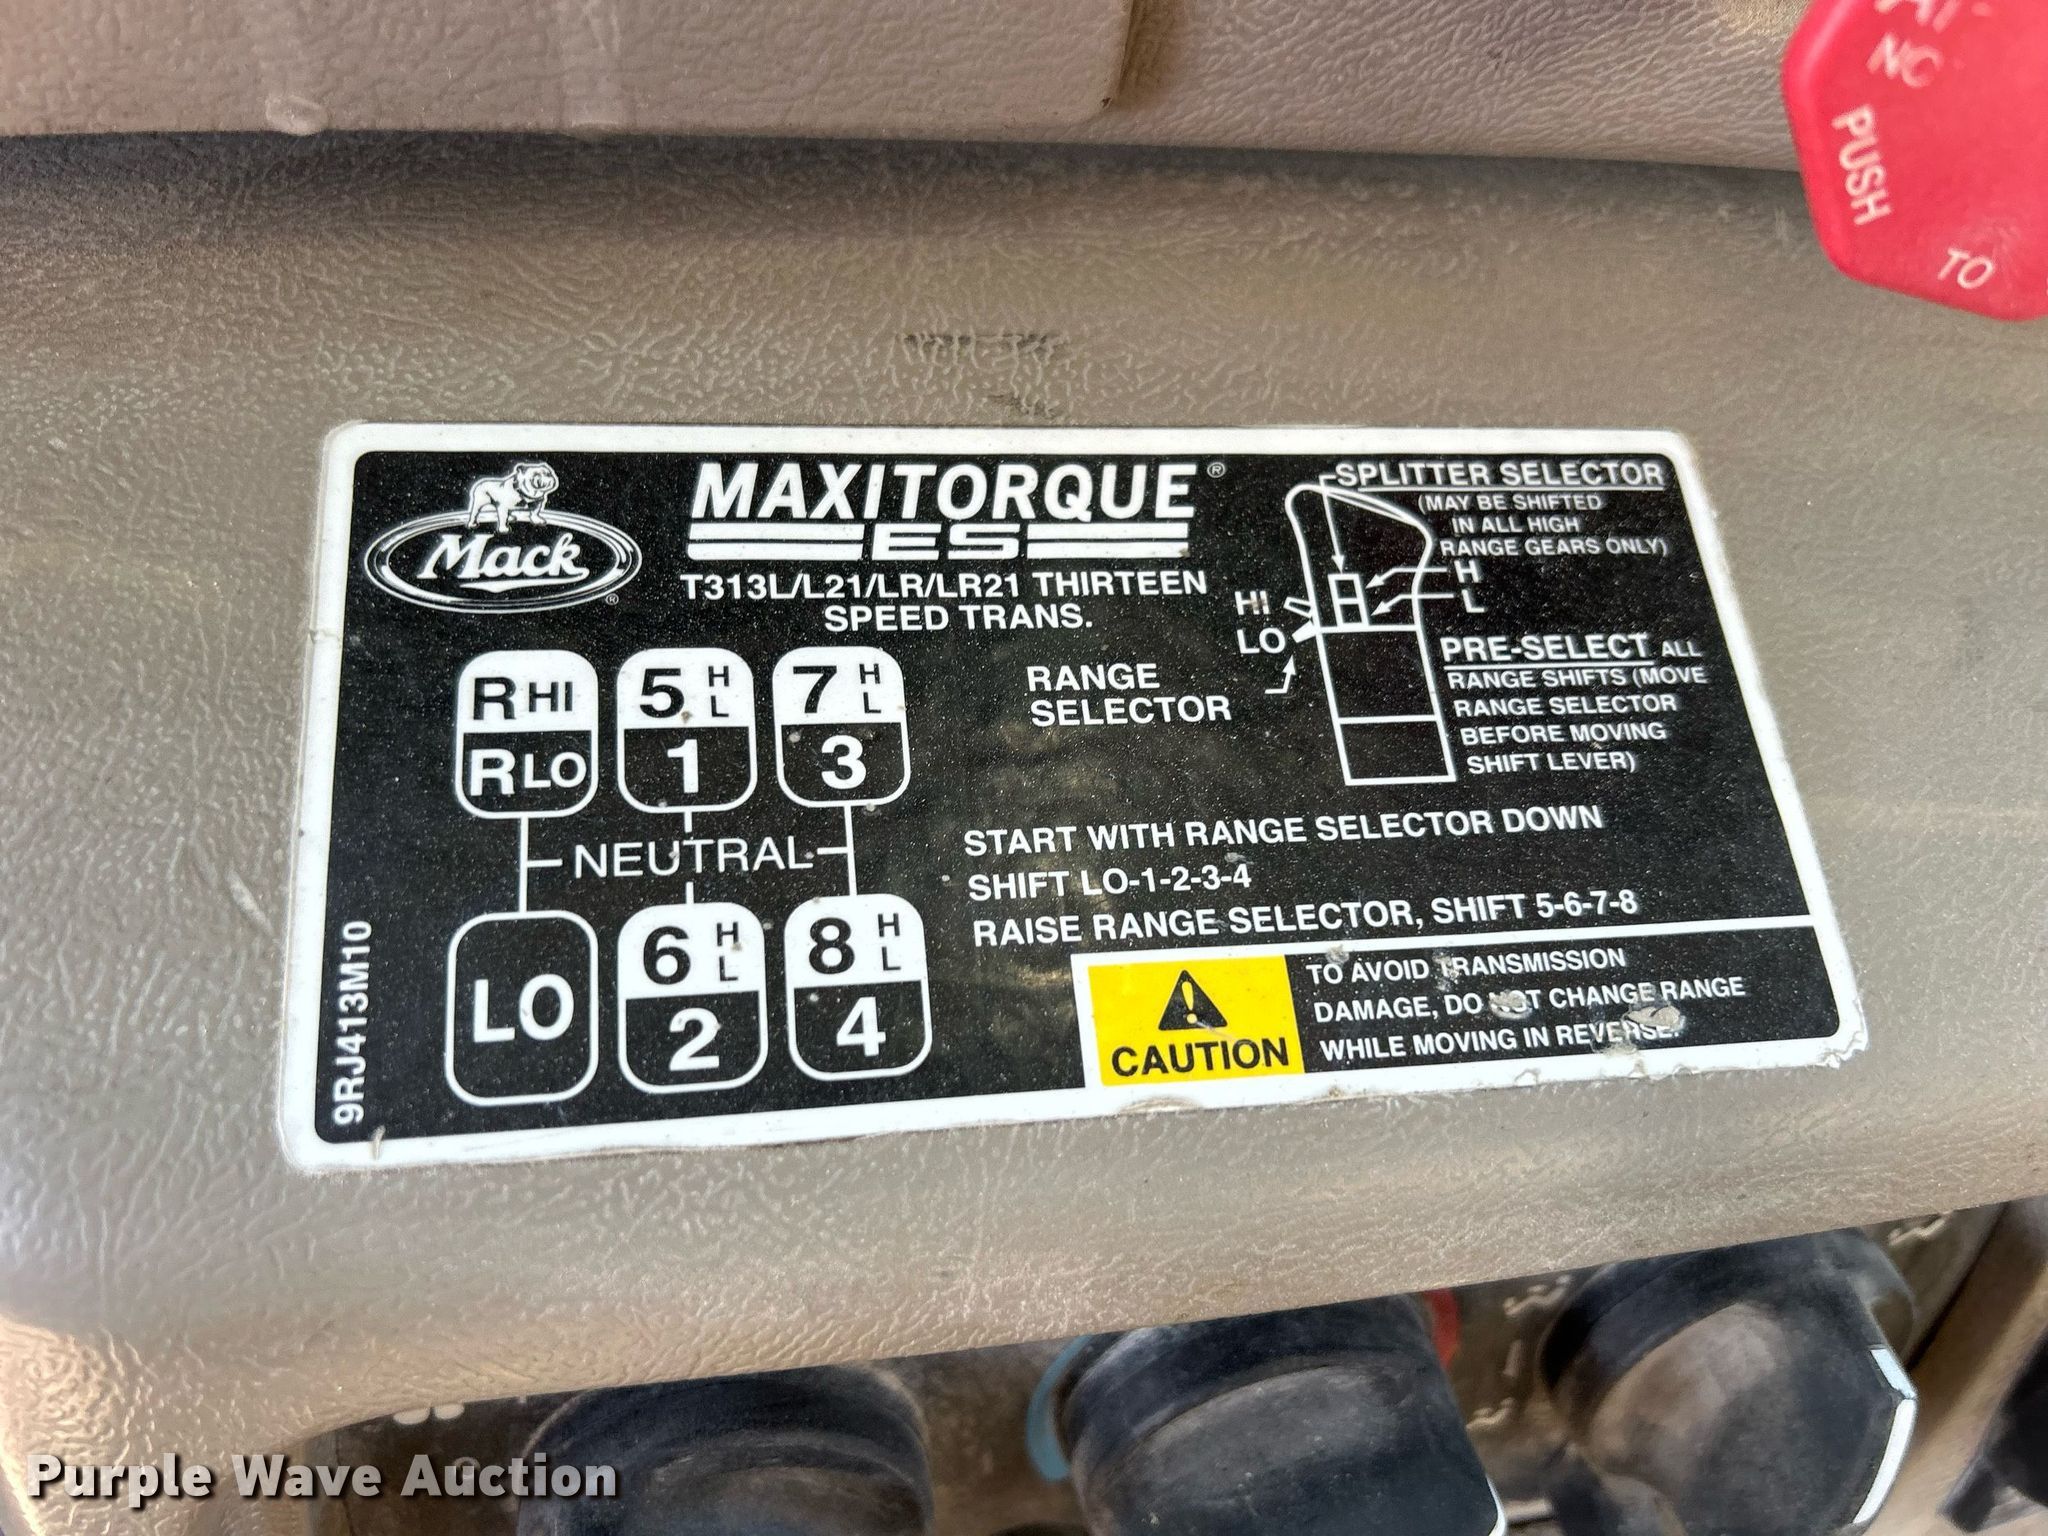 NC
PUSH
TO
Mack®
MAXITORQUE®
ES
T313L/L21/LR/LR21 THIRTEEN
SPEED TRANS.
R HI
R LO
5 H L
1
7 H L
3
NEUTRAL
LO
6 H L
2
8 H L
4
9RJ413M10
SPLITTER SELECTOR
(MAY BE SHIFTED
IN ALL HIGH
RANGE GEARS ONLY)
H
L
HI
LO
RANGE
SELECTOR
PRE-SELECT ALL
RANGE SHIFTS (MOVE
RANGE SELECTOR
BEFORE MOVING
SHIFT LEVER)
START WITH RANGE SELECTOR DOWN
SHIFT LO-1-2-3-4
RAISE RANGE SELECTOR, SHIFT 5-6-7-8
CAUTION
TO AVOID TRANSMISSION
DAMAGE, DO NOT CHANGE RANGE
WHILE MOVING IN REVERSE.
Purple Wave Auction